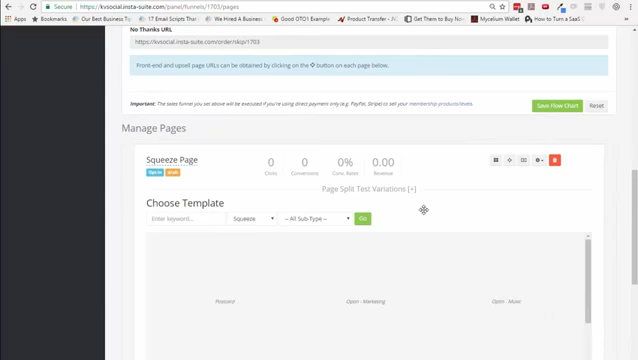 Secure https://kvsocial.insta-suite.com/panel/funnels/1703/pages
Apps Bookmarks Our Best Business Ti 17 Email Scripts That We Hired A Business Good OTO1 Example Product Transfer - JV Get Them to Buy Now Mycelium Wallet How to Turn a SaaS C
No Thanks URL
https://kvsocial.insta-suite.com/order/skip/1703
Front-end and upsell page URLs can be obtained by clicking on the button on each page below.
Important: The sales funnel you set above will be executed if you're using direct payment only (e.g. PayPal, Stripe) to sell your membership products/levels.
Save Flow Chart
Reset
Manage Pages
Squeeze Page
0 0 0% 0.00
Clicks Conversions Conv. Rates Revenue
Opt-In draft
Page Split Test Variations [+]
Choose Template
Enter keyword... Squeeze -- All Sub-Type -- Go
Postcard Optin - Marketing Optin - Music